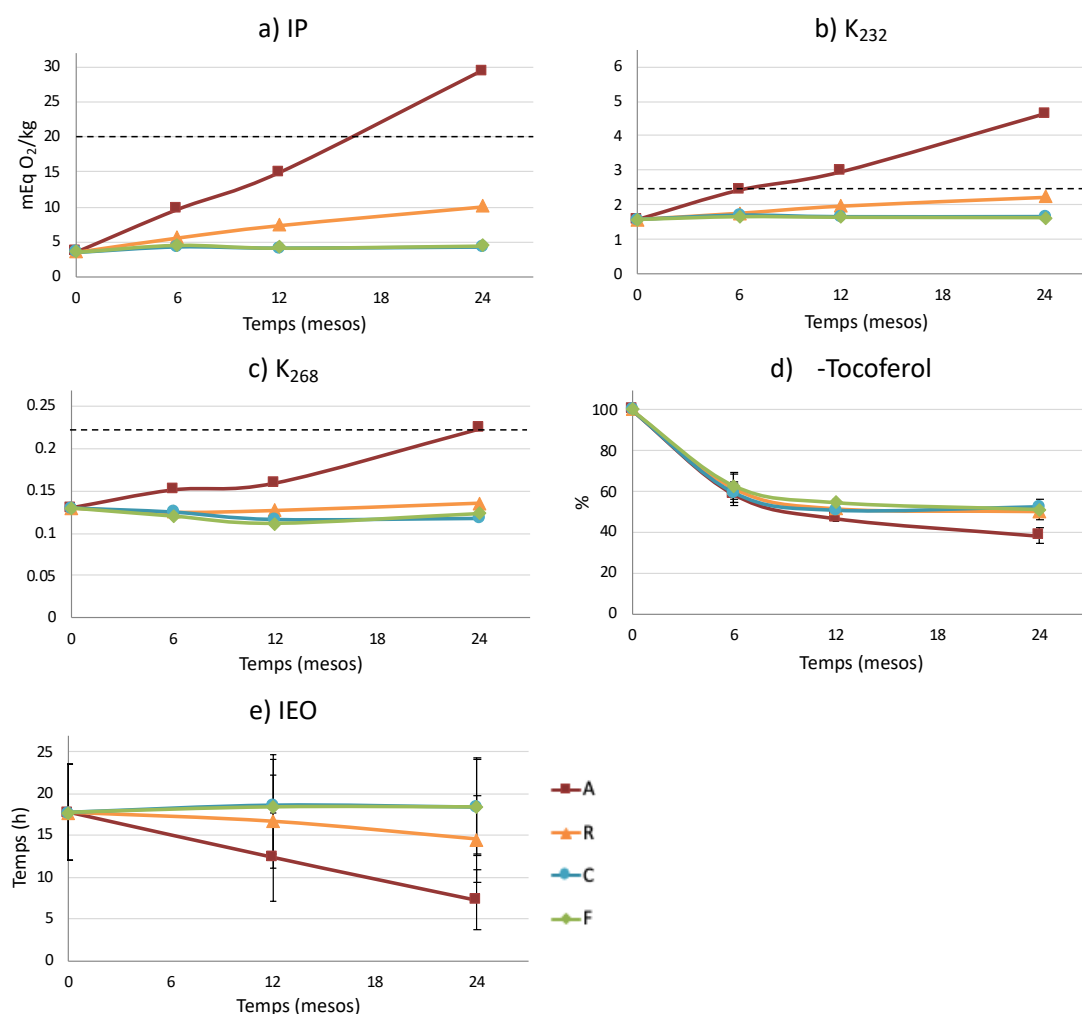 a) IP
mEq O2/kg
30
25
20
15
10
5
0
0 6 12 18 24
Temps (mesos)
b) K232
6
5
4
3
2
1
0
0 6 12 18 24
Temps (mesos)
c) K268
0.25
0.2
0.15
0.1
0.05
0
0 6 12 18 24
Temps (mesos)
d) -Tocoferol
%
100
80
60
40
20
0
0 6 12 18 24
Temps (mesos)
e) IEO
Temps (h)
25
20
15
10
5
0
0 6 12 18 24
Temps (mesos)
A
R
C
F